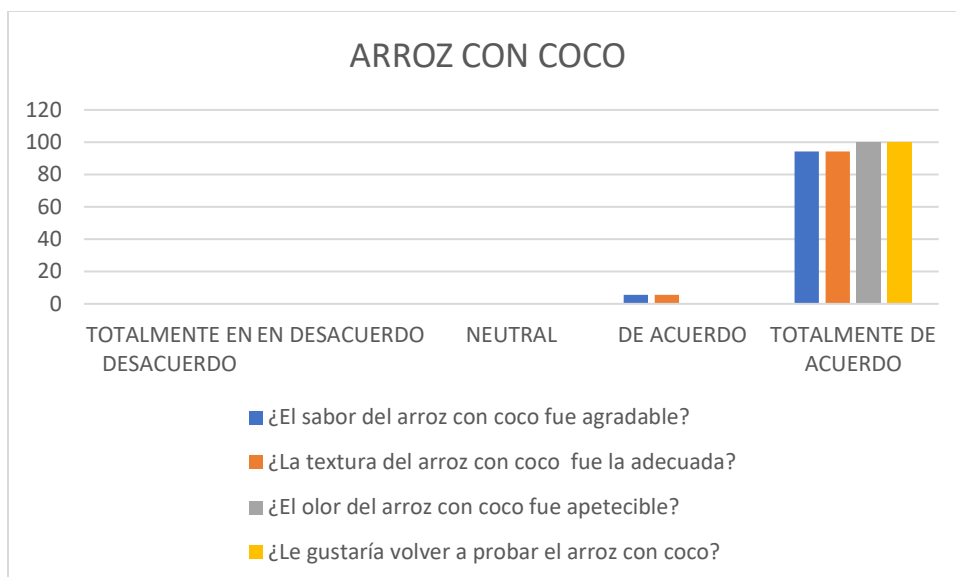 ARROZ CON COCO
120
100
80
60
40
20
0
TOTALMENTE EN EN DESACUERDO NEUTRAL DE ACUERDO TOTALMENTE DE
DESACUERDO ACUERDO
¿El sabor del arroz con coco fue agradable?
¿La textura del arroz con coco  fue la adecuada?
¿El olor del arroz con coco fue apetecible?
¿Le gustaría volver a probar el arroz con coco?